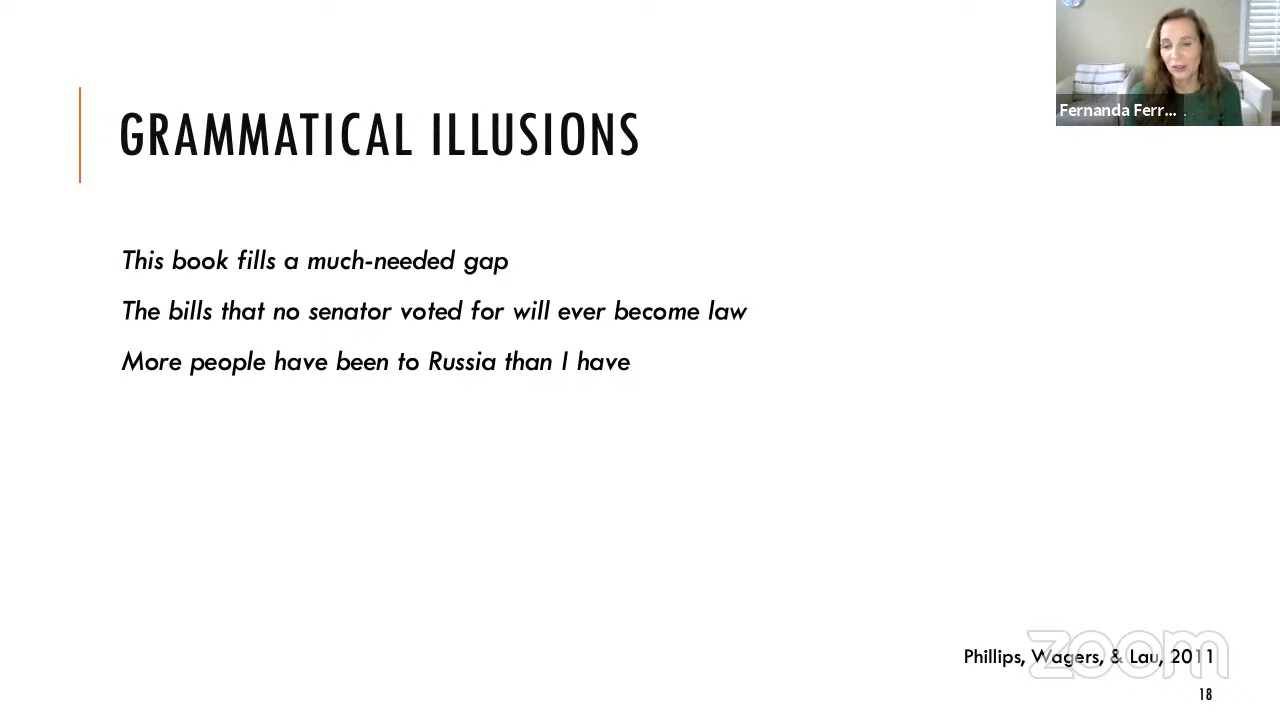 Fernanda Ferr...
GRAMMATICAL ILLUSIONS
This book fills a much-needed gap
The bills that no senator voted for will ever become law
More people have been to Russia than I have
Phillips, Wagers, & Lau, 2011
zoom
18